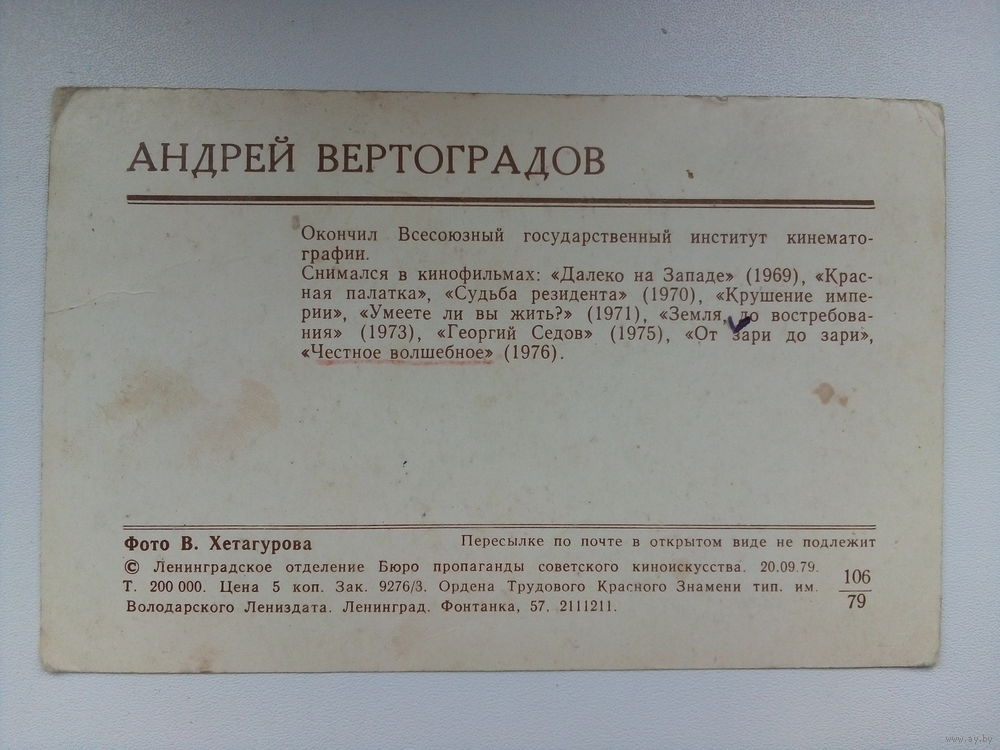 АНДРЕЙ ВЕРТОГРАДОВ
Окончил Всесоюзный государственный институт кинемато-
графии.
Снимался в кинофильмах: «Далеко на Западе» (1969), «Крас-
ная палатка», «Судьба резидента» (1970), «Крушение импе-
рии», «Умеете ли вы жить?» (1971), «Земля, до востребова-
ния» (1973), «Георгий Седов» (1975), «От зари до зари»,
«Честное волшебное» (1976).
Фото В. Хетагурова
Пересылке по почте в открытом виде не подлежит
© Ленинградское отделение Бюро пропаганды советского киноискусства. 20.09.79.
Т. 200 000. Цена 5 коп. Зак. 9276/3. Ордена Трудового Красного Знамени тип. им.
Володарского Лениздата. Ленинград. Фонтанка, 57. 2111211.
106
79
www.ay.by